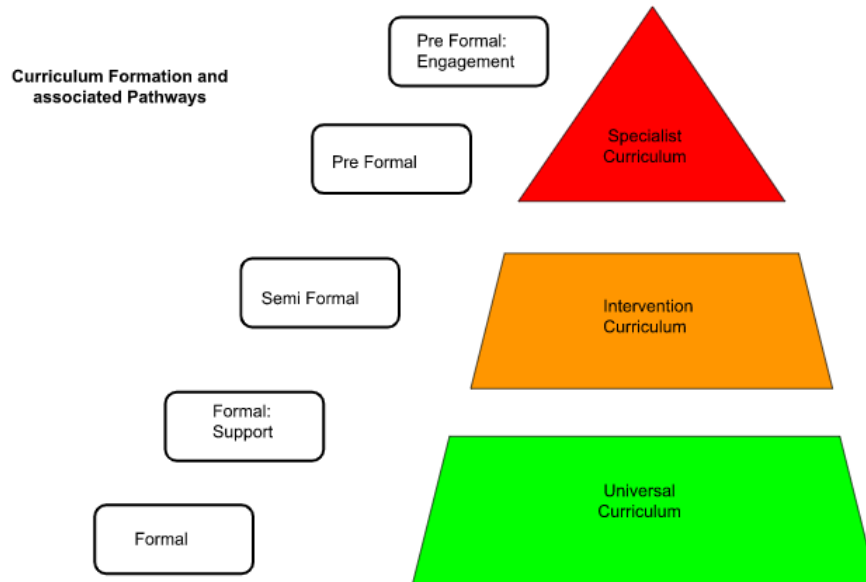 Curriculum Formation and
associated Pathways
Pre Formal:
Engagement
Pre Formal
Specialist
Curriculum
Semi Formal
Intervention
Curriculum
Formal:
Support
Universal
Curriculum
Formal